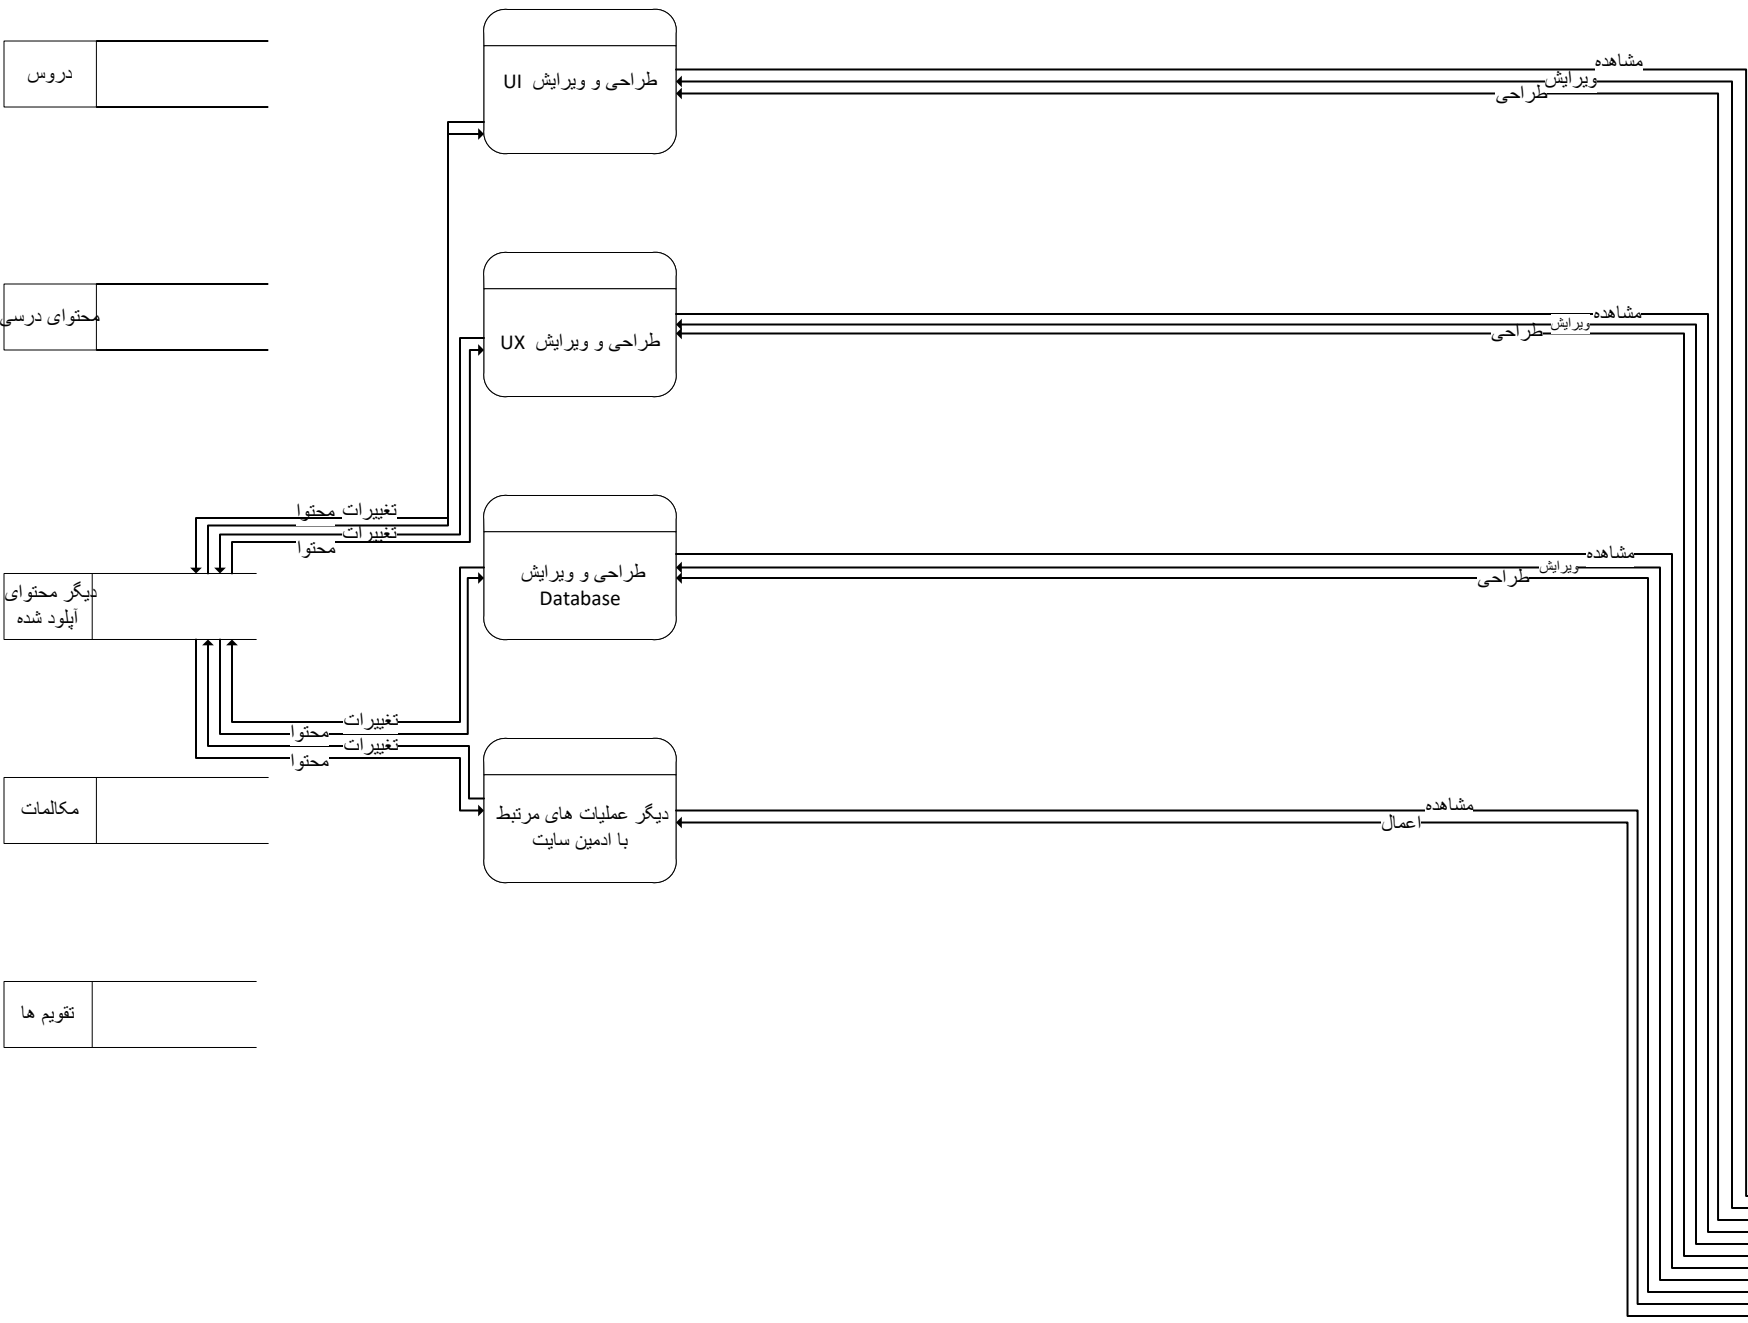 دروس
طراحی و ویرایش UI
مشاهده
ویرایش
طراحی
محتوای درسی
طراحی و ویرایش UX
مشاهده
ویرایش
طراحی
تغییرات
محتوا
تغییرات
محتوا
دیگر محتوای
آپلود شده
طراحی و ویرایش
Database
مشاهده
ویرایش
طراحی
تغییرات
محتوا
تغییرات
محتوا
مکالمات
دیگر عملیات های مرتبط
با ادمین سایت
مشاهده
اعمال
تقویم ها